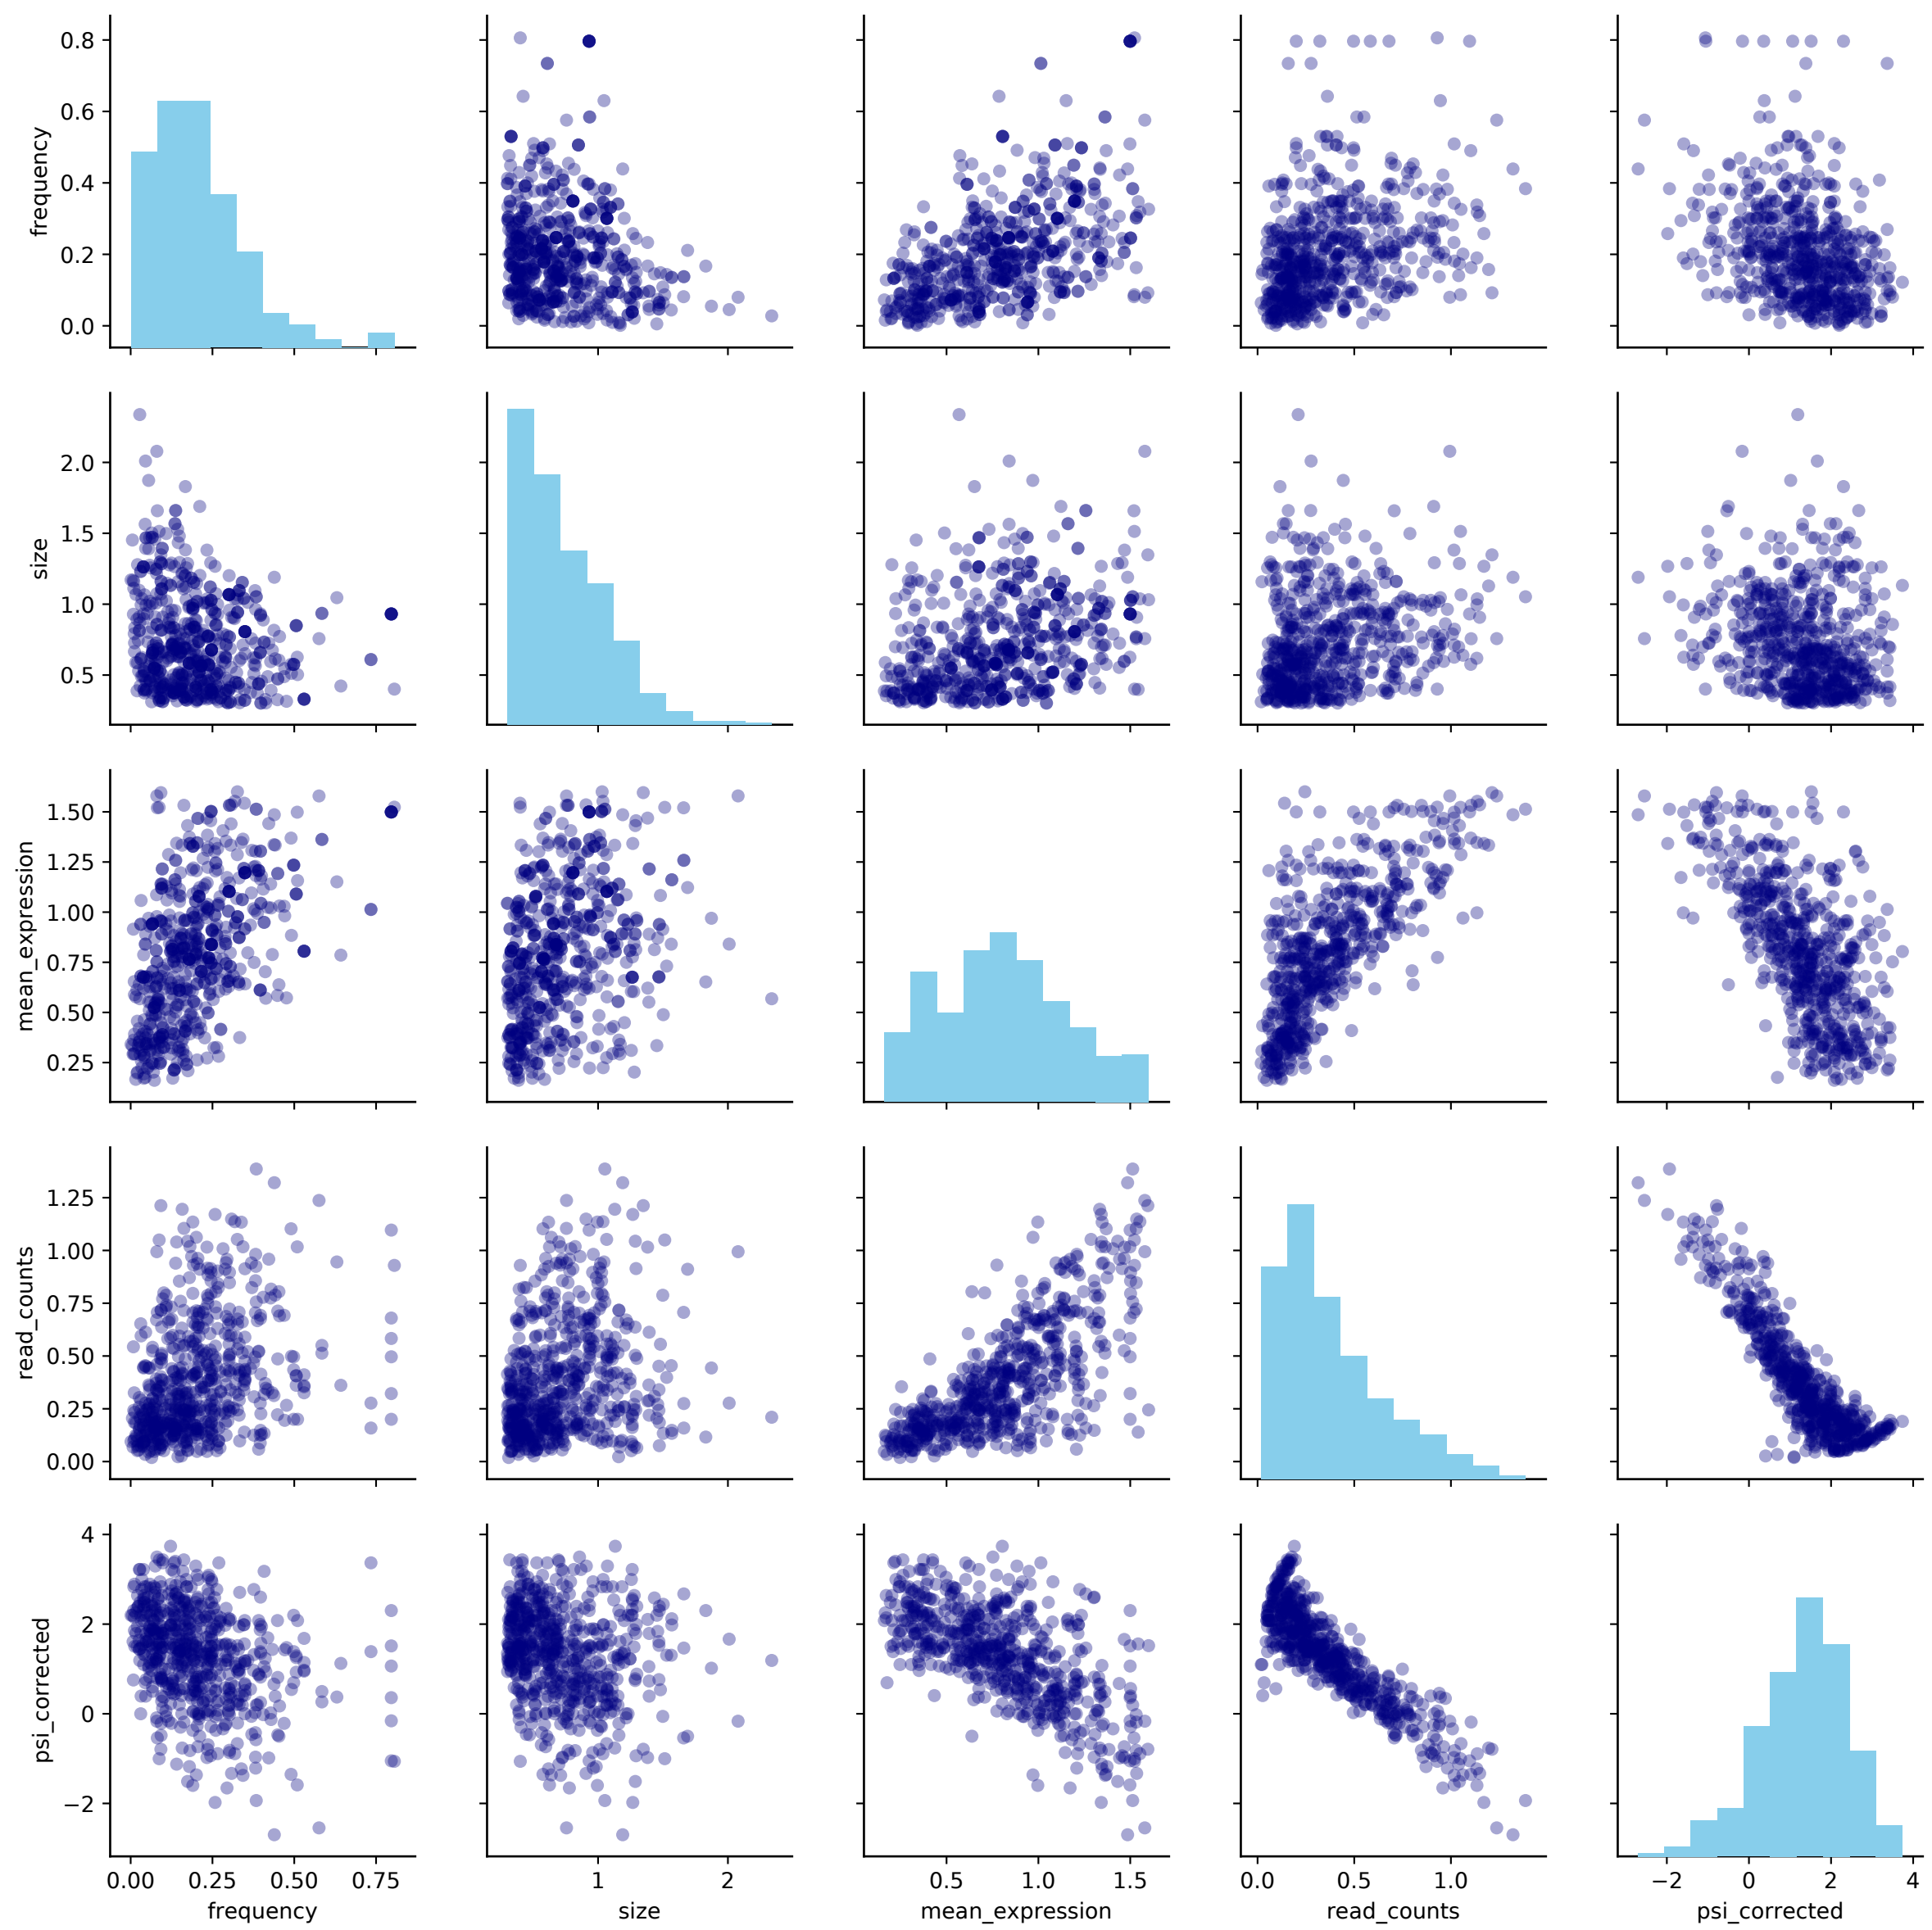 0.8
0.6
0.4
0.2
0.0
frequency
2.0
1.5
1.0
0.5
size
1.50
1.25
1.00
0.75
0.50
0.25
mean_expression
1.25
1.00
0.75
0.50
0.25
0.00
read_counts
4
2
0
−2
psi_corrected
0.00 0.25 0.50 0.75
1 2
0.5 1.0 1.5
0.0 0.5 1.0
−2 0 2 4
frequency
size
mean_expression
read_counts
psi_corrected